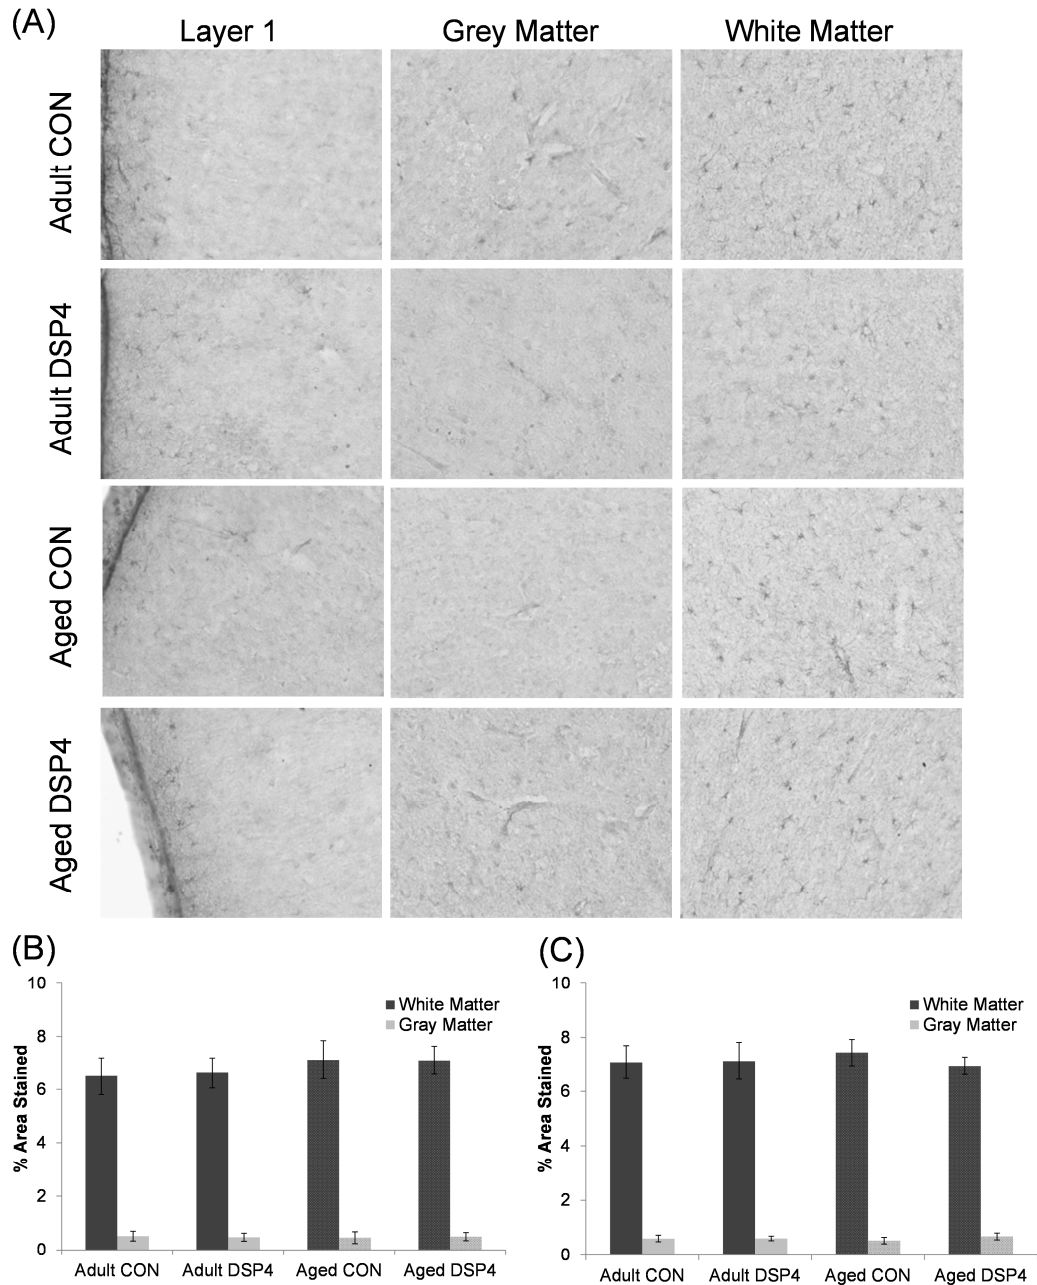 (A)
Layer 1 Grey Matter White Matter
Adult CON
Adult DSP4
Aged CON
Aged DSP4
(B)
10
8
6
4
2
0
% Area Stained
White Matter
Gray Matter
Adult CON Adult DSP4 Aged CON Aged DSP4
(C)
10
8
6
4
2
0
% Area Stained
White Matter
Gray Matter
Adult CON Adult DSP4 Aged CON Aged DSP4